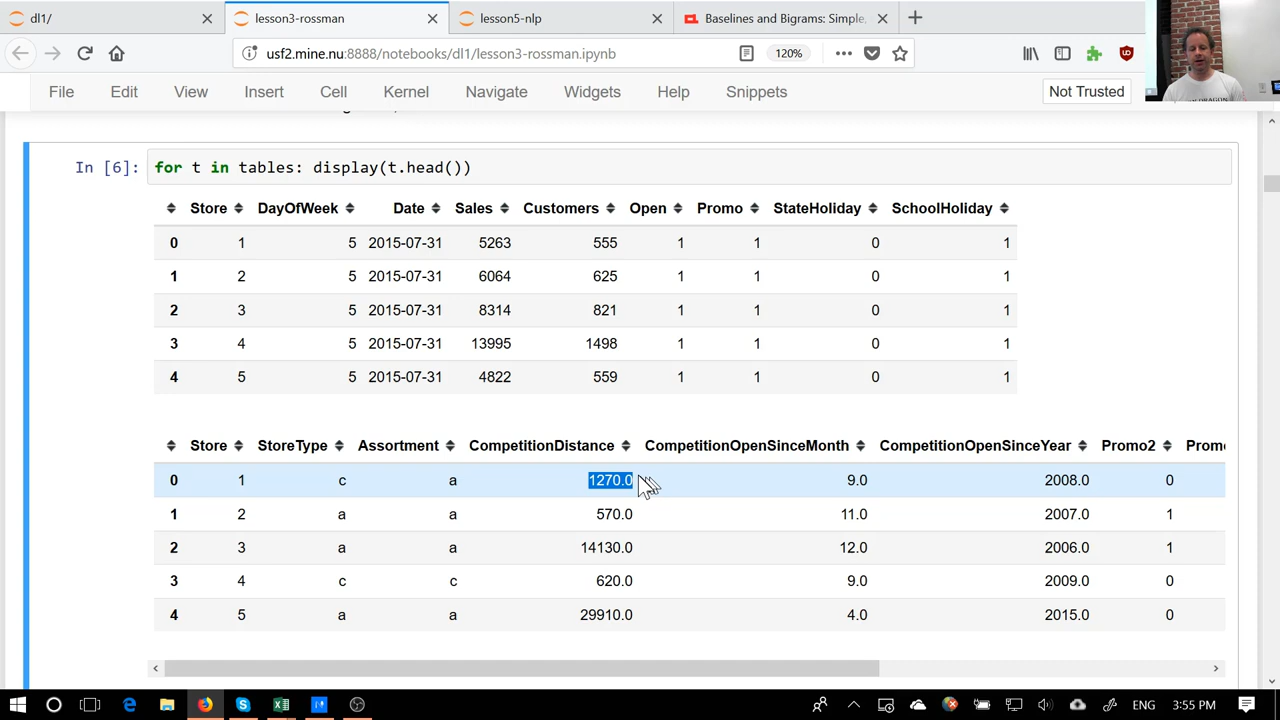 dl1/
lesson3-rossman
lesson5-nlp
Baselines and Bigrams: Simple,
usf2.mine.nu:8888/notebooks/dl1/lesson3-rossman.ipynb
120%
File Edit View Insert Cell Kernel Navigate Widgets Help Snippets
Not Trusted
In [6]: for t in tables: display(t.head())
Store DayOfWeek Date Sales Customers Open Promo StateHoliday SchoolHoliday
0 1 5 2015-07-31 5263 555 1 1 0 1
1 2 5 2015-07-31 6064 625 1 1 0 1
2 3 5 2015-07-31 8314 821 1 1 0 1
3 4 5 2015-07-31 13995 1498 1 1 0 1
4 5 5 2015-07-31 4822 559 1 1 0 1
Store StoreType Assortment CompetitionDistance CompetitionOpenSinceMonth CompetitionOpenSinceYear Promo2 Promo
0 1 c a 1270.0 9.0 2008.0 0
1 2 a a 570.0 11.0 2007.0 1
2 3 a a 14130.0 12.0 2006.0 1
3 4 c c 620.0 9.0 2009.0 0
4 5 a a 29910.0 4.0 2015.0 0
ENG 3:55 PM